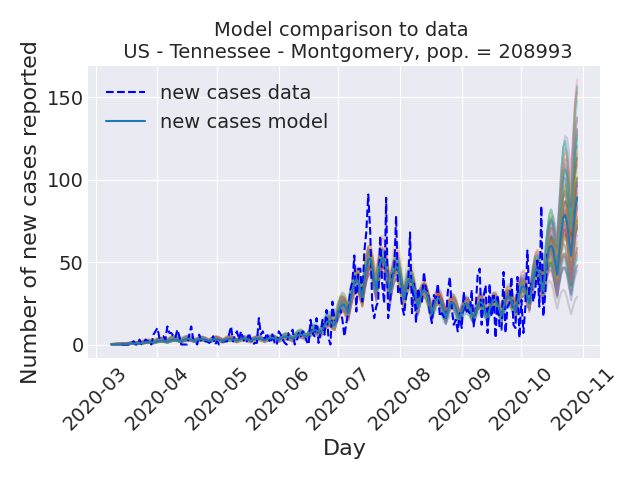 Model comparison to data
US - Tennessee - Montgomery, pop. = 208993
Number of new cases reported
150
100
50
0
new cases data
new cases model
2020-03
2020-04
2020-05
2020-06
2020-07
2020-08
2020-09
2020-10
2020-11
Day